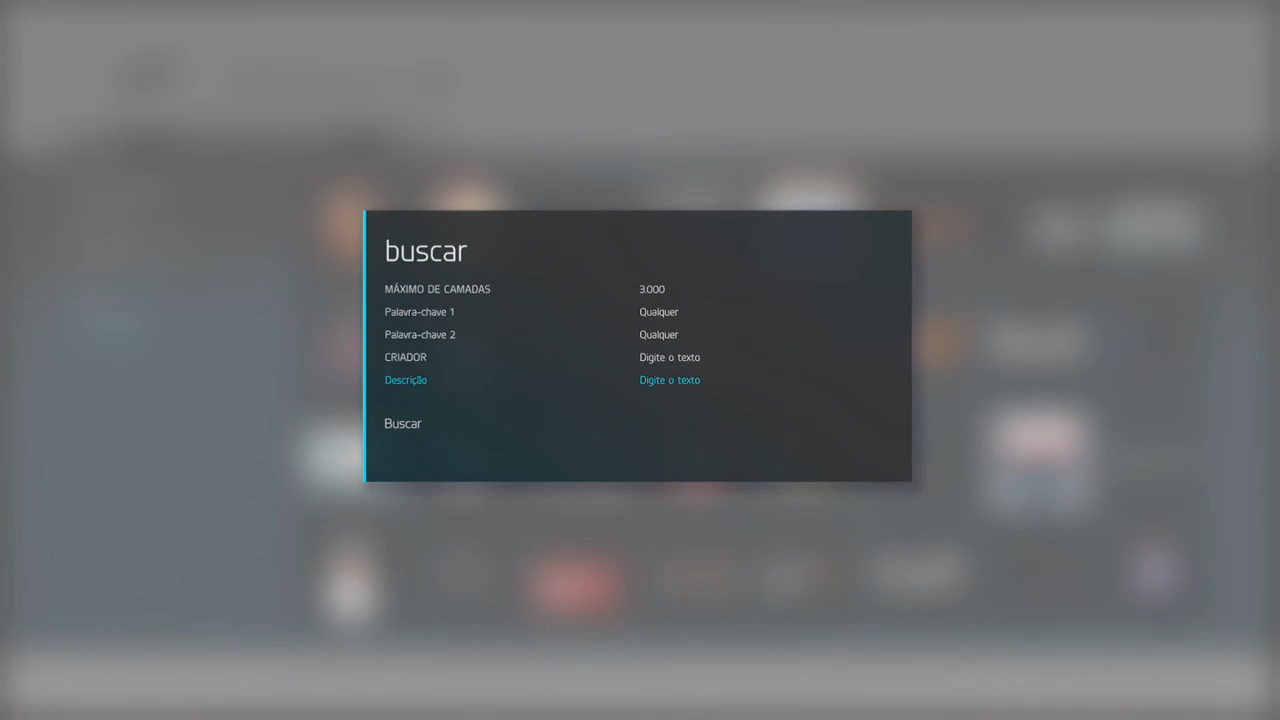 buscar
MÁXIMO DE CAMADAS 3.000
Palavra-chave 1 Qualquer
Palavra-chave 2 Qualquer
CRIADOR Digite o texto
Descrição Digite o texto
Buscar